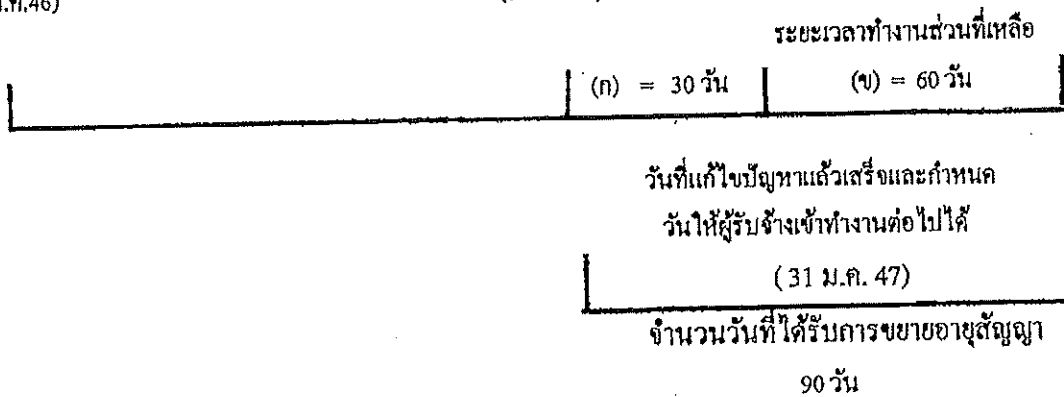 .ค.46)
ระยะเวลาทำงานส่วนที่เหลือ
(ก) = 30 วัน (ข) = 60 วัน
วันที่แก้ไขปัญหาแล้วเสร็จและกำหนด
วันให้ผู้รับจ้างเข้าทำงานต่อไปได้
(31 ม.ค. 47)
จำนวนวันที่ได้รับการขยายอายุสัญญา
90 วัน